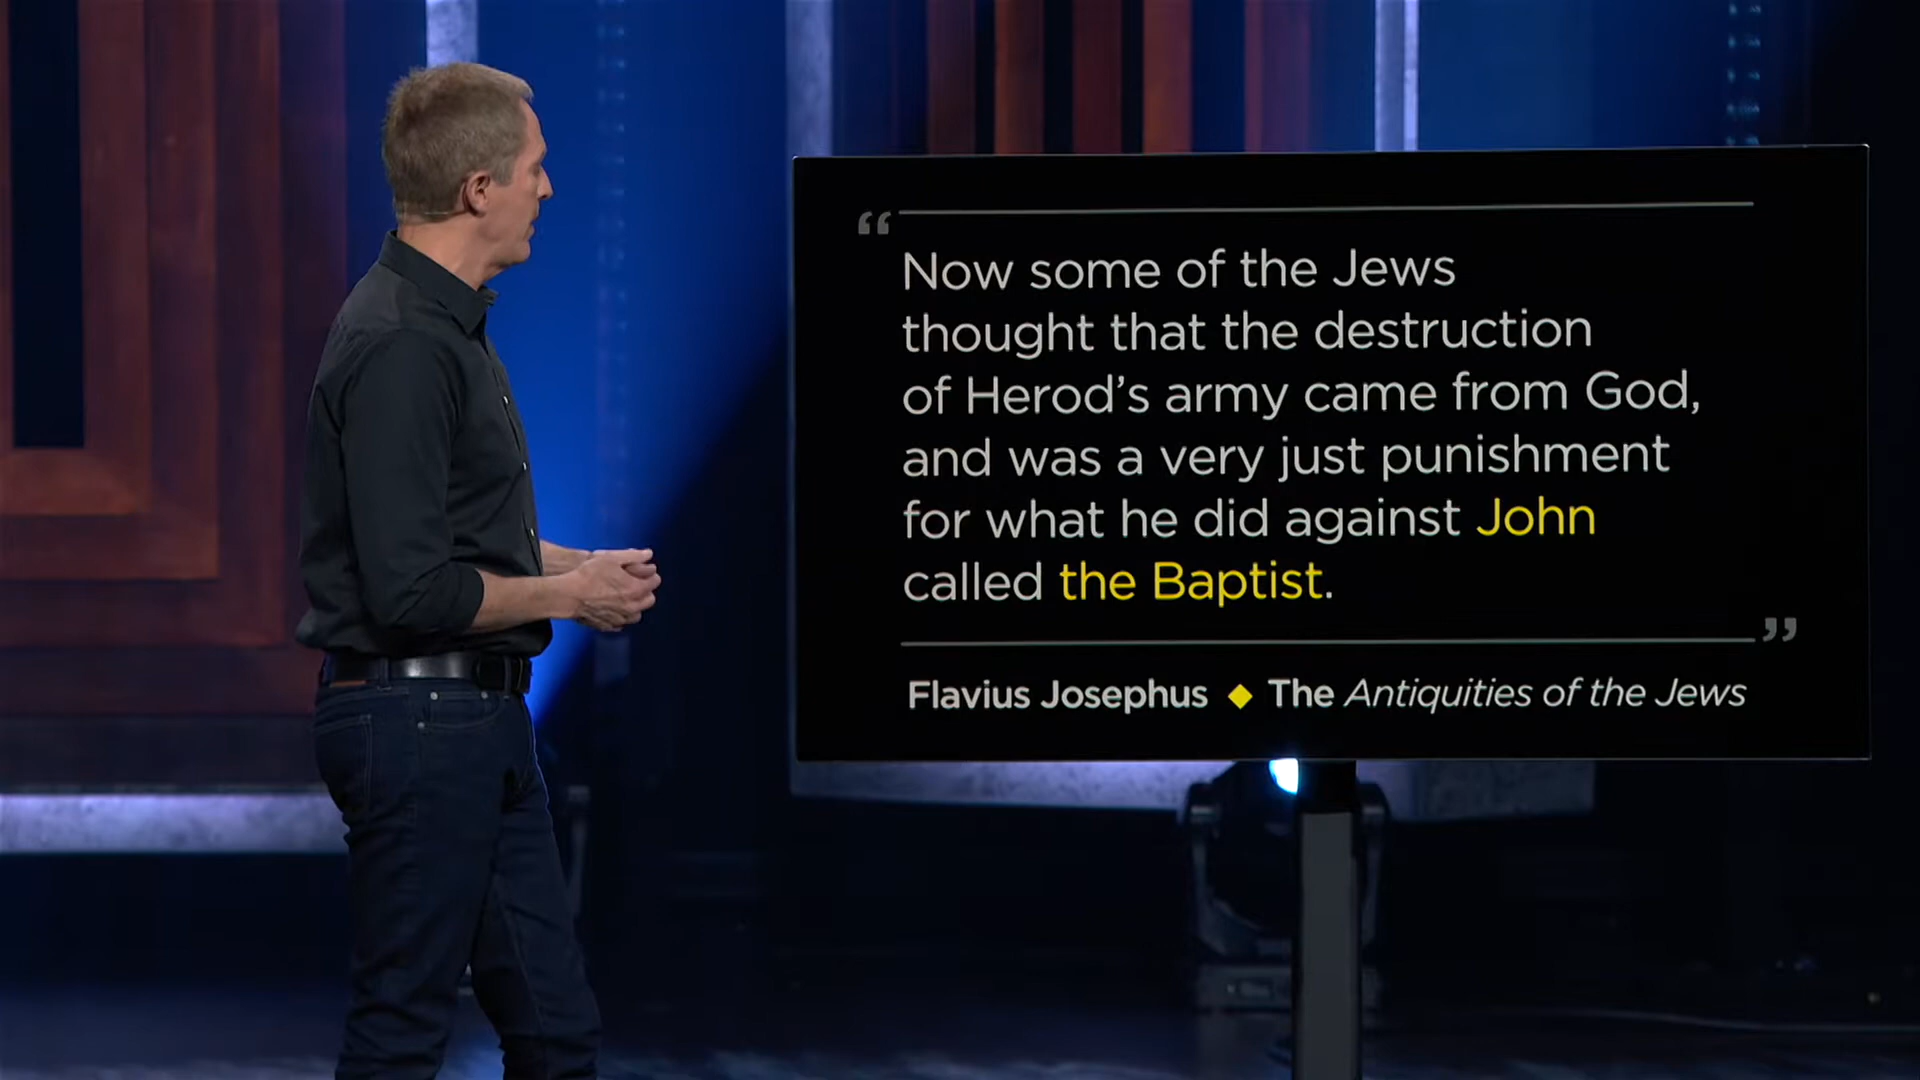 “
Now some of the Jews
thought that the destruction
of Herod’s army came from God,
and was a very just punishment
for what he did against John
called the Baptist.
”
Flavius Josephus ◆ The Antiquities of the Jews